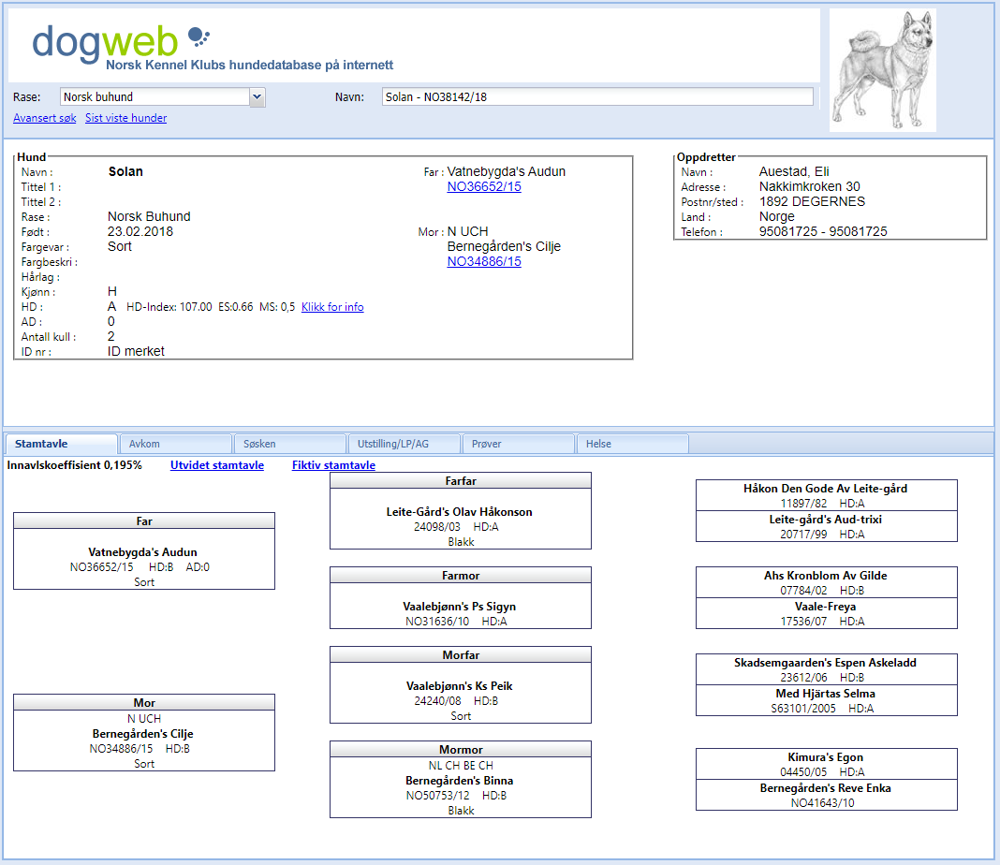 dogweb
Norsk Kennel Klubs hundedatabase på internett
Rase: Norsk buhund Navn: Solan - NO38142/18
Avansert søk Sist viste hunder
Hund
Navn : Solan Far : Vatnebygda's Audun
Tittel 1 : NO36652/15
Tittel 2 :
Rase : Norsk Buhund
Født : 23.02.2018 Mor : N UCH
Fargevar : Sort Bernegården's Cilje
Fargbeskri : NO34886/15
Hårlag :
Kjønn : H
HD : A HD-Index: 107.00 ES:0.66 MS: 0,5 Klikk for info
AD : 0
Antall kull : 2
ID nr : ID merket
Oppdretter
Navn : Auestad, Eli
Adresse : Nakkimkroken 30
Postnr/sted : 1892 DEGERNES
Land : Norge
Telefon : 95081725 - 95081725
Stamtavle Avkom Søsken Utstilling/LP/AG Prøver Helse
Innavlskoeffisient 0,195% Utvidet stamtavle Fiktiv stamtavle
Far
Vatnebygda's Audun
NO36652/15 HD:B AD:0
Sort
Mor
N UCH
Bernegården's Cilje
NO34886/15 HD:B
Sort
Farfar
Leite-Gård's Olav Håkonson
24098/03 HD:A
Blakk
Farmor
Vaalebjønn's Ps Sigyn
NO31636/10 HD:A
Morfar
Vaalebjønn's Ks Peik
24240/08 HD:B
Sort
Mormor
NL CH BE CH
Bernegården's Binna
NO50753/12 HD:B
Blakk
Håkon Den Gode Av Leite-gård
11897/82 HD:A
Leite-gård's Aud-trixi
20717/99 HD:A
Ahs Kronblom Av Gilde
07784/02 HD:B
Vaale-Freya
17536/07 HD:A
Skadsemgaarden's Espen Askeladd
23612/06 HD:B
Med Hjärtas Selma
S63101/2005 HD:A
Kimura's Egon
04450/05 HD:A
Bernegården's Reve Enka
NO41643/10